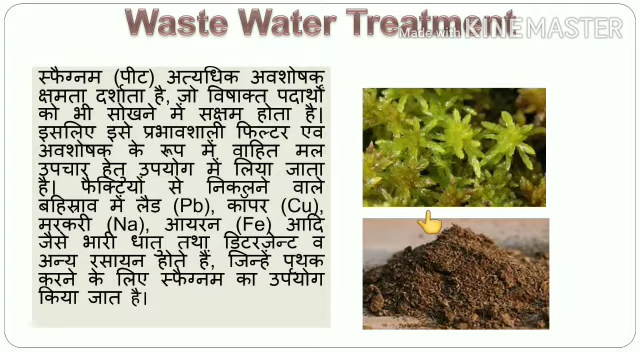 Waste Water Treatment
Made with KINEMASTER
स्फैग्नम (पीट) अत्यधिक अवशोषक
क्षमता दर्शाता है, जो विषाक्त पदार्थों
को भी सोखने में सक्षम होता है।
इसलिए इसे प्रभावशाली फिल्टर एवं
अवशोषक के रूप में वाहित मल
उपचार हेतु उपयोग में लिया जाता
है। फैक्ट्रियों से निकलने वाले
बहिस्राव में लैड (Pb), कॉपर (Cu),
मरकरी (Na), आयरन (Fe) आदि
जैसे भारी धातु तथा डिटरजेन्ट व
अन्य रसायन होते हैं, जिन्हें पृथक
करने के लिए स्फैग्नम का उपयोग
किया जात है।